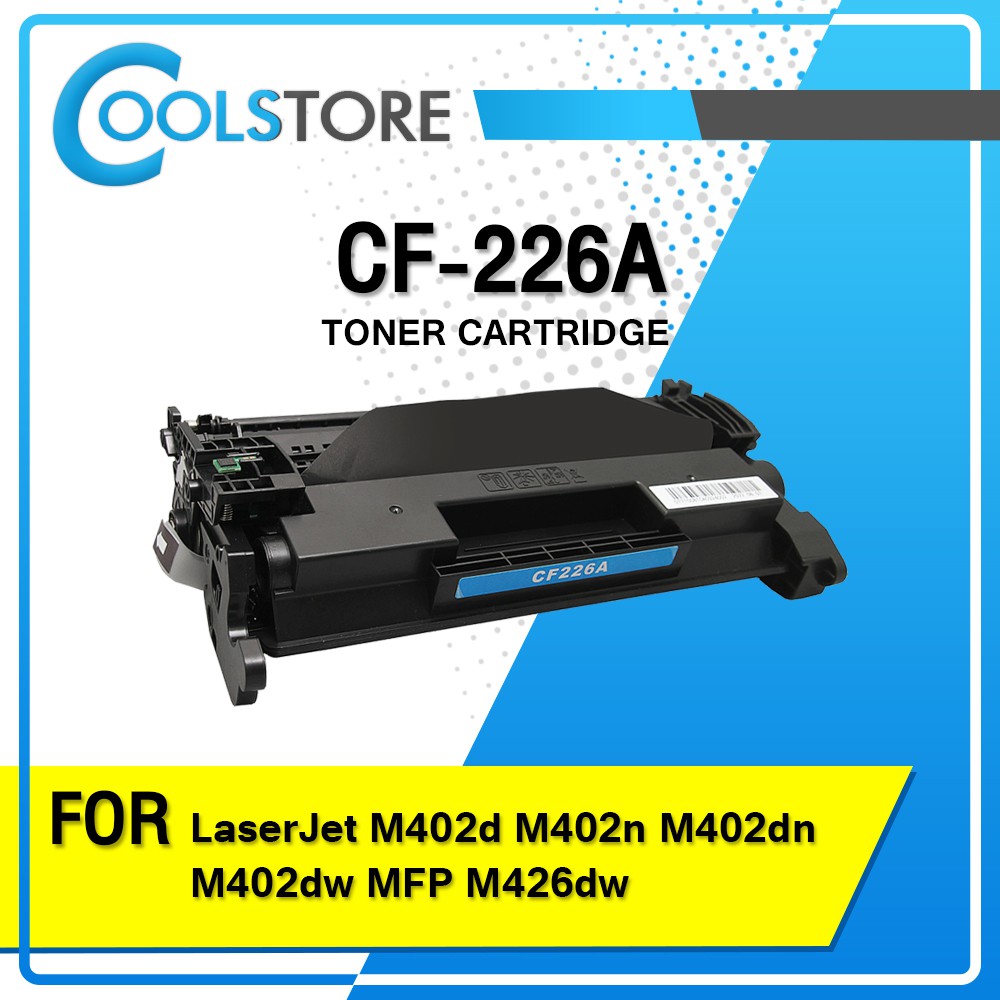 COOLSTORE
CF-226A
TONER CARTRIDGE
CF226A
FOR LaserJet M402d M402n M402dn
M402dw MFP M426dw